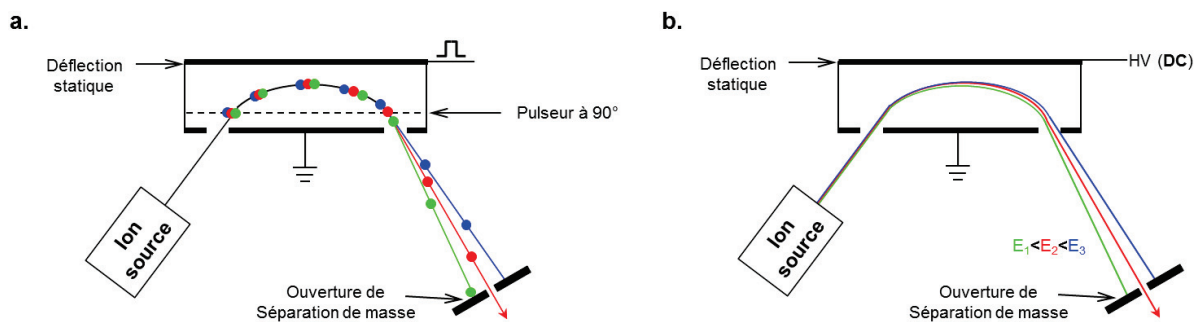 a.
Déflection
statique
Pulseur à 90°
Ion
source
Ouverture de
Séparation de masse
b.
Déflection
statique
HV (DC)
Ion
source
E1<E2<E3
Ouverture de
Séparation de masse